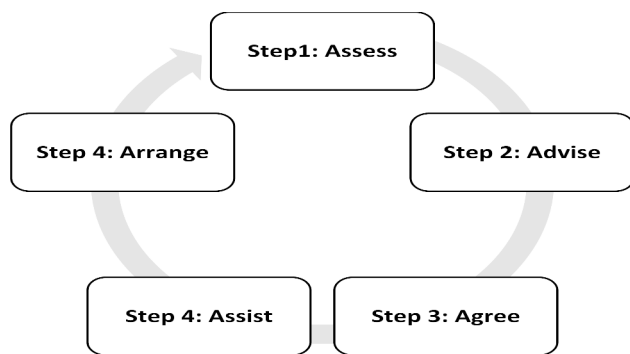 Step1: Assess
Step 2: Advise
Step 3: Agree
Step 4: Assist
Step 4: Arrange